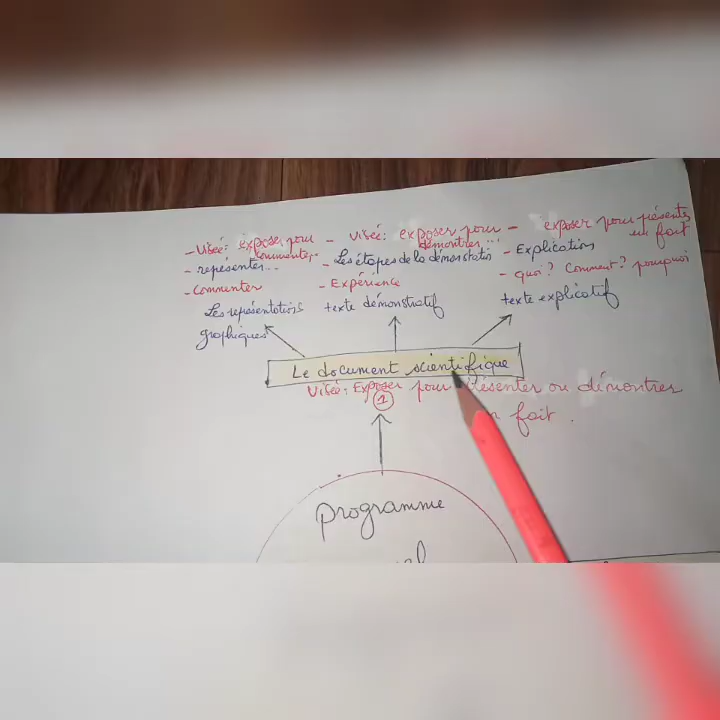 - Visée: exposer pour commenter...
- représenter...
- Commenter
Les représentations
graphiques
- Visée: exposer pour
démontrer...
- Les étapes de la démonstration
- Expérience
texte démonstratif
- exposer pour présenter
un fait
- Explication
- quoi? Comment? pourquoi
texte explicatif
Le document scientifique
Visée: Exposer pour présenter ou démontrer
fait.
1
programme